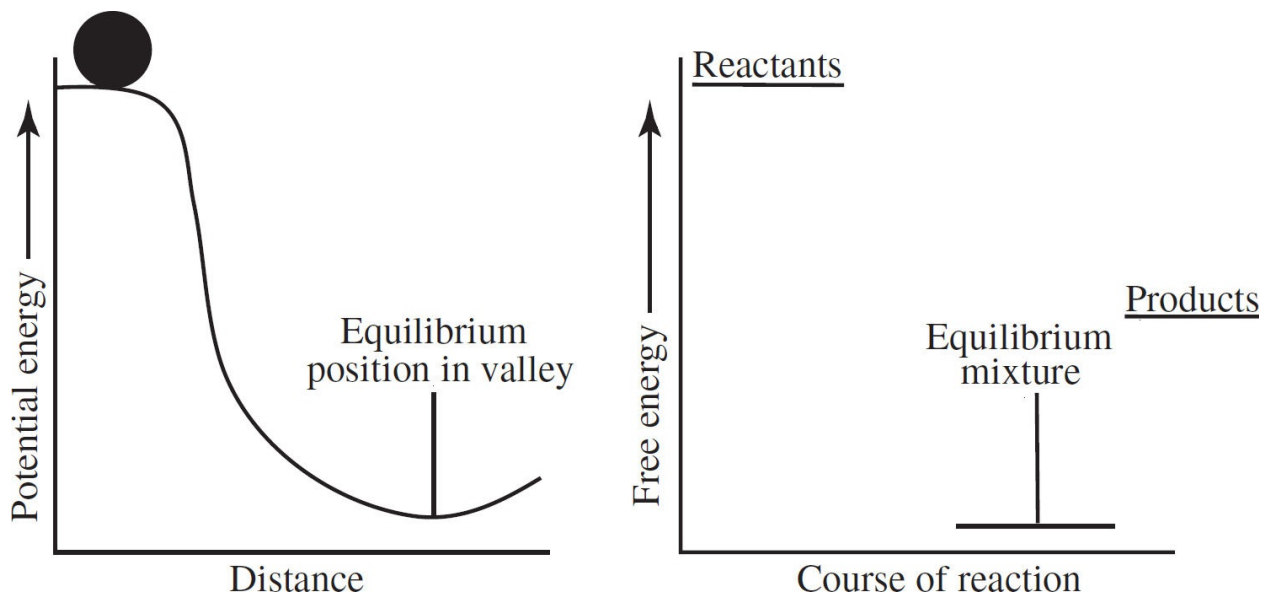 Potential energy
Equilibrium
position in valley
Distance
Free energy
Reactants
Products
Equilibrium
mixture
Course of reaction